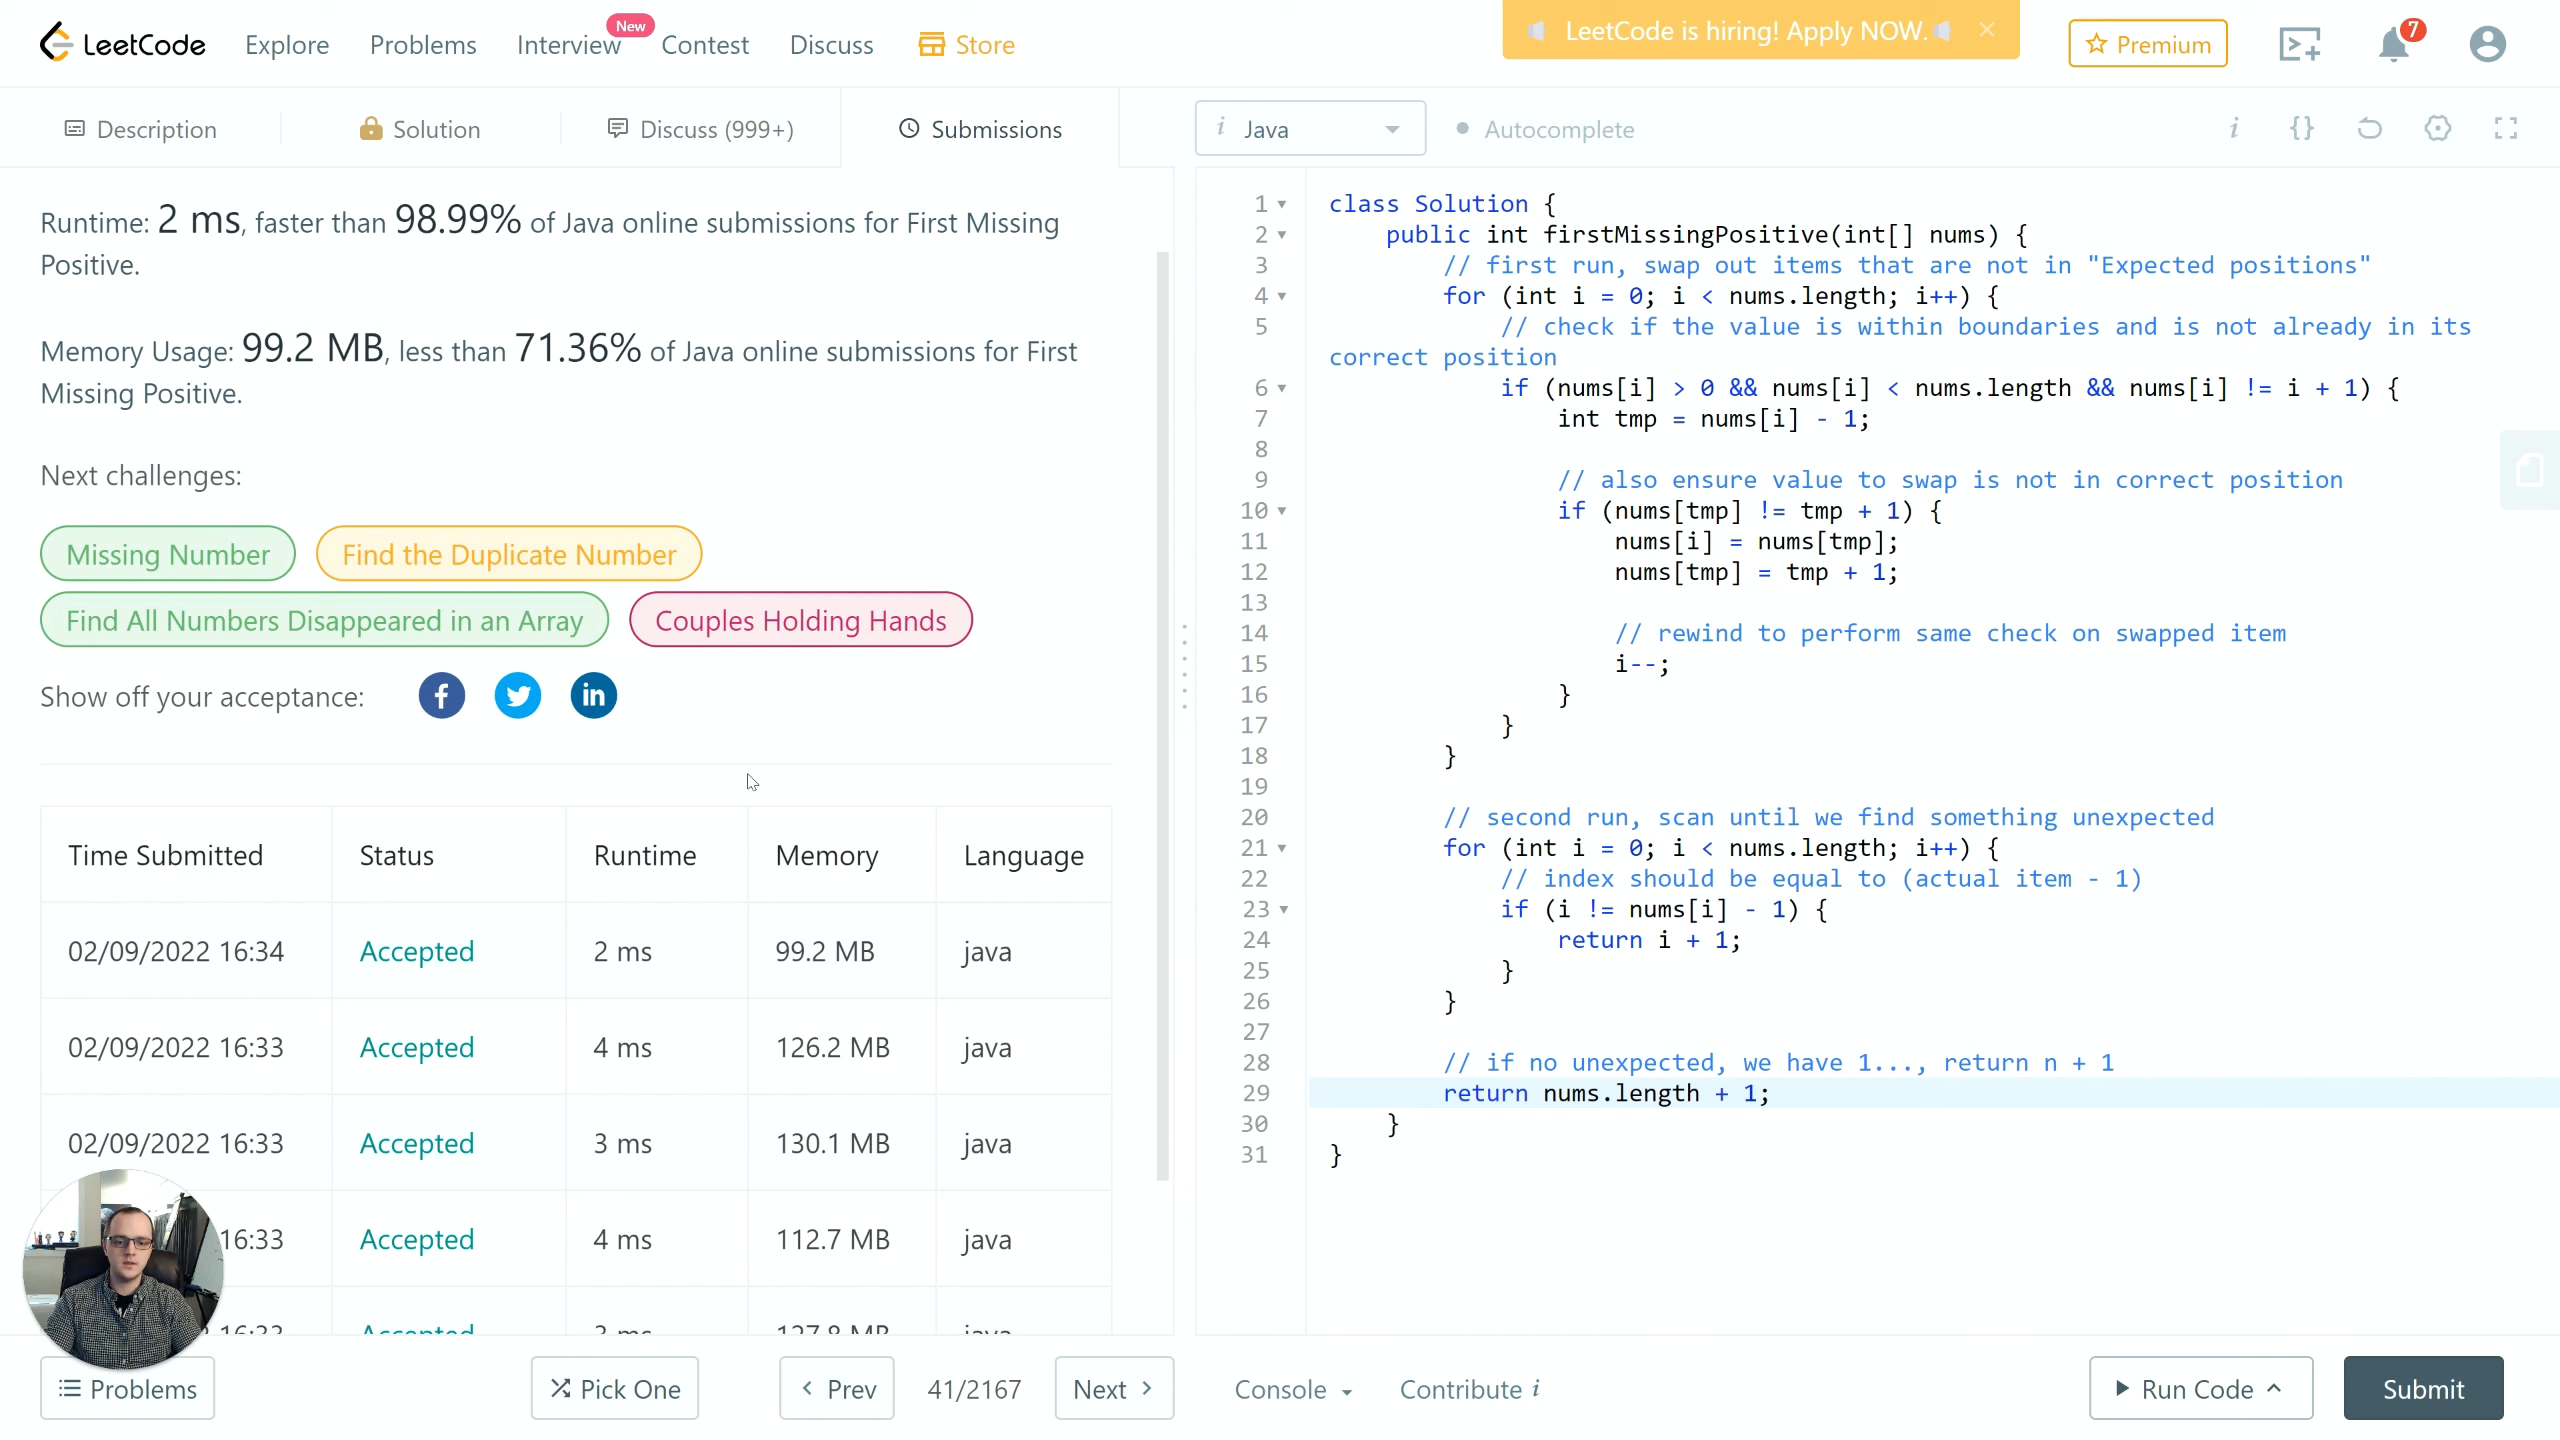 LeetCode Explore Problems Interview New Contest Discuss Store LeetCode is hiring! Apply NOW. × Premium 7
Description Solution Discuss (999+) Submissions i Java Autocomplete i {}
Runtime: 2 ms, faster than 98.99% of Java online submissions for First Missing
Positive.
Memory Usage: 99.2 MB, less than 71.36% of Java online submissions for First
Missing Positive.
Next challenges:
Missing Number Find the Duplicate Number
Find All Numbers Disappeared in an Array Couples Holding Hands
Show off your acceptance: f in
Time Submitted Status Runtime Memory Language
02/09/2022 16:34 Accepted 2 ms 99.2 MB java
02/09/2022 16:33 Accepted 4 ms 126.2 MB java
02/09/2022 16:33 Accepted 3 ms 130.1 MB java
16:33 Accepted 4 ms 112.7 MB java
Accepted java
1 class Solution {
2 public int firstMissingPositive(int[] nums) {
3 // first run, swap out items that are not in "Expected positions"
4 for (int i = 0; i < nums.length; i++) {
5 // check if the value is within boundaries and is not already in its
correct position
6 if (nums[i] > 0 && nums[i] < nums.length && nums[i] != i + 1) {
7 int tmp = nums[i] - 1;
8
9 // also ensure value to swap is not in correct position
10 if (nums[tmp] != tmp + 1) {
11 nums[i] = nums[tmp];
12 nums[tmp] = tmp + 1;
13
14 // rewind to perform same check on swapped item
15 i--;
16 }
17 }
18 }
19
20 // second run, scan until we find something unexpected
21 for (int i = 0; i < nums.length; i++) {
22 // index should be equal to (actual item - 1)
23 if (i != nums[i] - 1) {
24 return i + 1;
25 }
26 }
27
28 // if no unexpected, we have 1..., return n + 1
29 return nums.length + 1;
30 }
31 }
Problems Pick One Prev 41/2167 Next Console Contribute i Run Code Submit